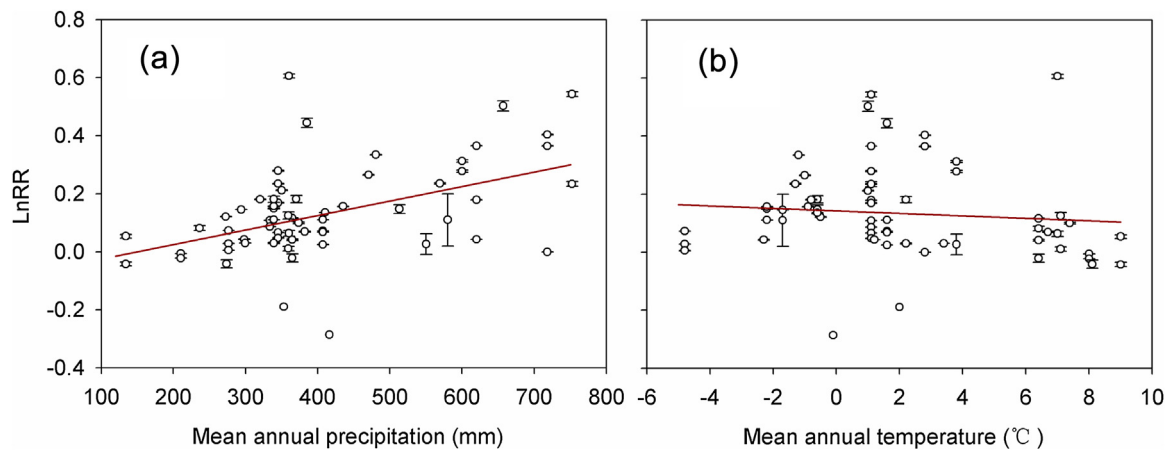 0.8
0.6
0.4
0.2
0.0
-0.2
-0.4
LnRR
(a)
(b)
100 200 300 400 500 600 700 800
-6 -4 -2 0 2 4 6 8 10
Mean annual precipitation (mm)
Mean annual temperature (℃)